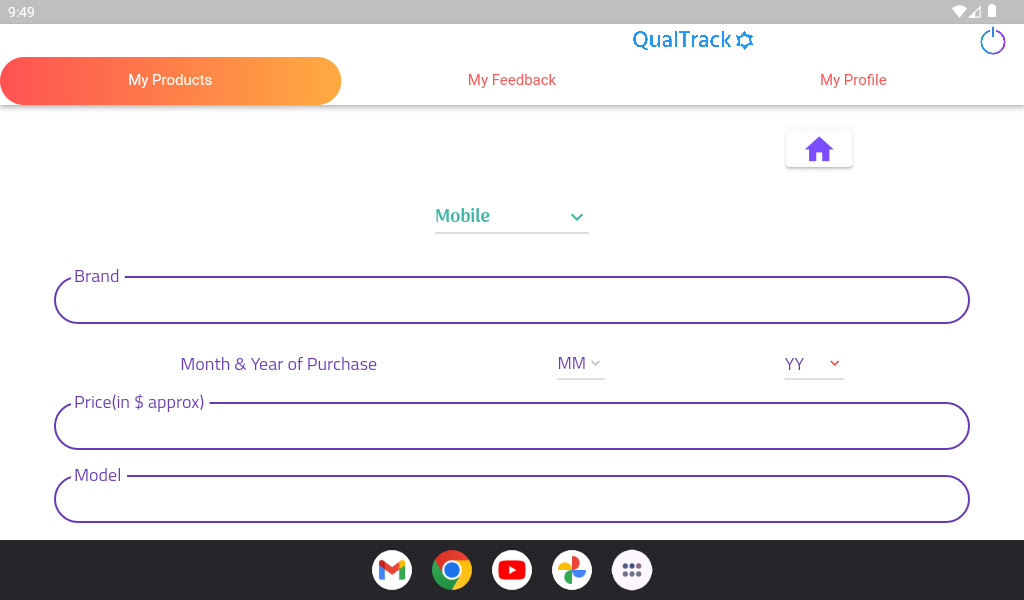 9:49
QualTrack
My Products
My Feedback
My Profile
Mobile
Brand
Month & Year of Purchase
MM
YY
Price(in $ approx)
Model